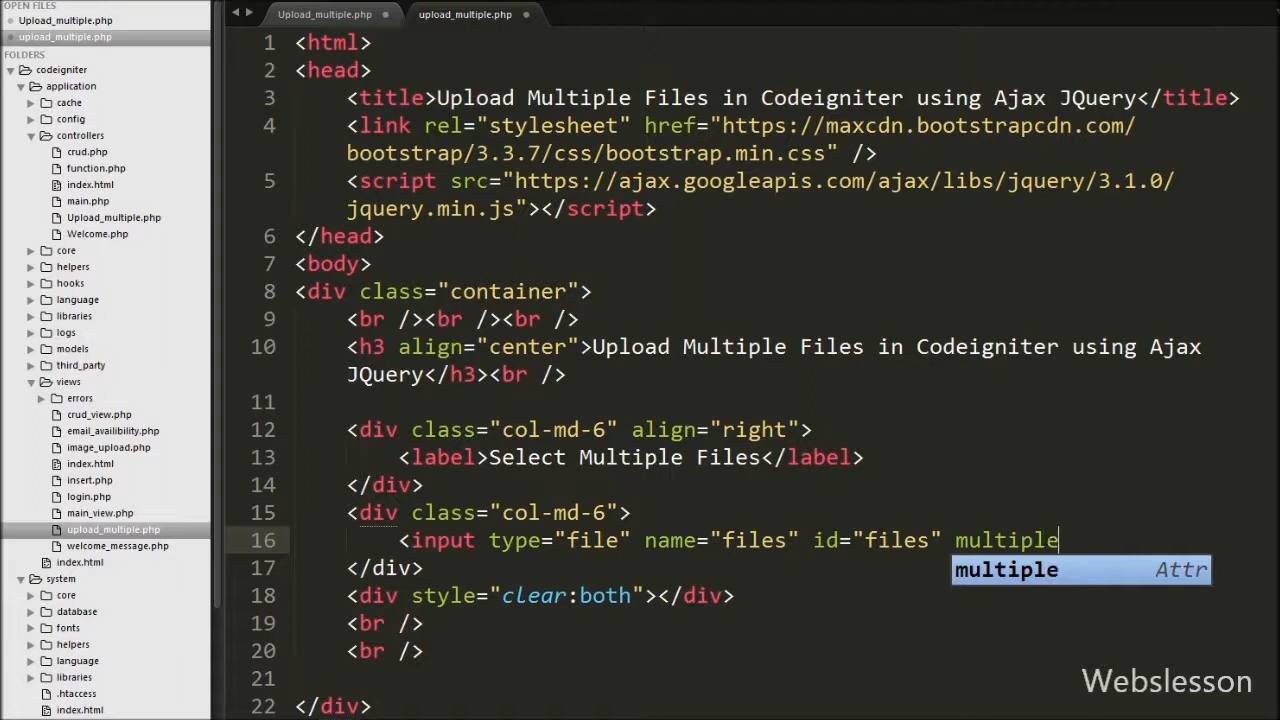 OPEN FILES
Upload_multiple.php
upload_multiple.php
FOLDERS
codeigniter
application
cache
config
controllers
crud.php
function.php
index.html
main.php
Upload_multiple.php
Welcome.php
core
helpers
hooks
language
libraries
logs
models
third_party
views
errors
crud_view.php
email_availibility.php
image_upload.php
index.html
insert.php
login.php
main_view.php
upload_multiple.php
welcome_message.php
index.html
system
core
database
fonts
helpers
language
libraries
.htaccess
index.html
Upload_multiple.php
upload_multiple.php
1 <html>
2 <head>
3 <title>Upload Multiple Files in Codeigniter using Ajax JQuery</title>
4 <link rel="stylesheet" href="https://maxcdn.bootstrapcdn.com/
bootstrap/3.3.7/css/bootstrap.min.css" />
5 <script src="https://ajax.googleapis.com/ajax/libs/jquery/3.1.0/
jquery.min.js"></script>
6 </head>
7 <body>
8 <div class="container">
9 <br /><br /><br />
10 <h3 align="center">Upload Multiple Files in Codeigniter using Ajax
JQuery</h3><br />
11
12 <div class="col-md-6" align="right">
13 <label>Select Multiple Files</label>
14 </div>
15 <div class="col-md-6">
16 <input type="file" name="files" id="files" multiple
multiple Attr
17 </div>
18 <div style="clear:both"></div>
19 <br />
20 <br />
21
22 </div>
Webslesson